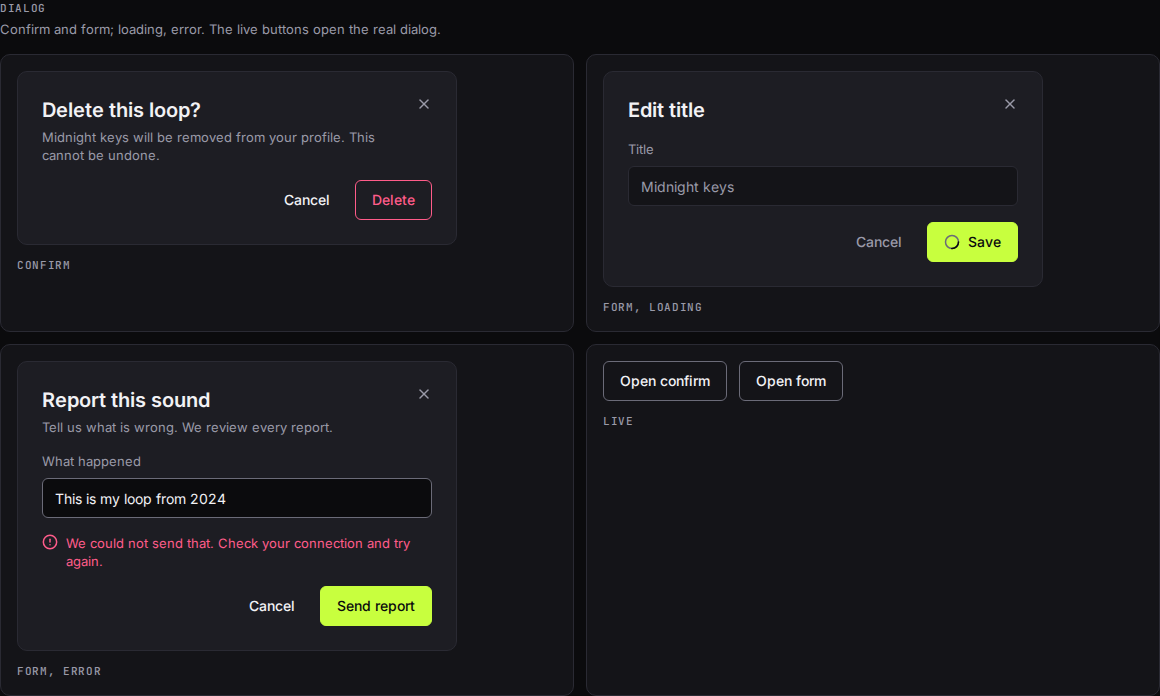 DIALOG
Confirm and form; loading, error. The live buttons open the real dialog.
Delete this loop?
Midnight keys will be removed from your profile. This
cannot be undone.
Cancel
Delete
CONFIRM
Edit title
Title
Midnight keys
Cancel
Save
FORM, LOADING
Report this sound
Tell us what is wrong. We review every report.
What happened
This is my loop from 2024
We could not send that. Check your connection and try
again.
Cancel
Send report
FORM, ERROR
Open confirm
Open form
LIVE